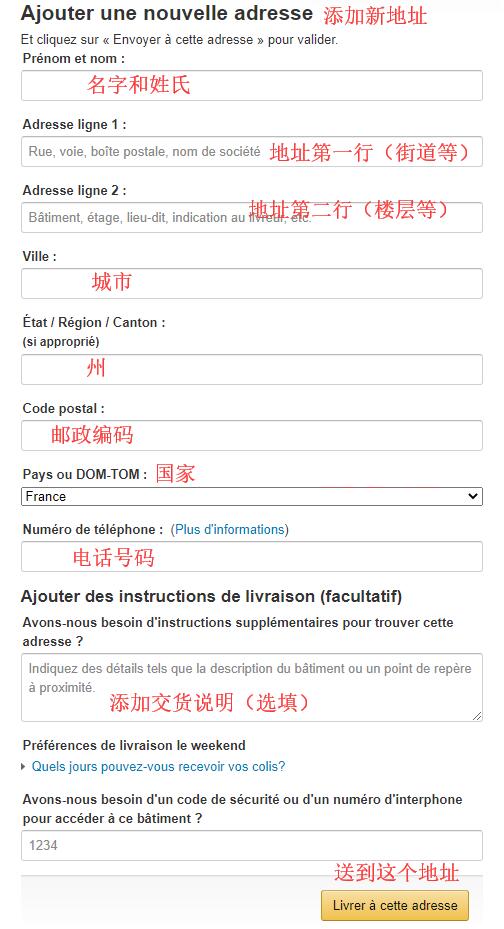 Ajouter une nouvelle adresse 添加新地址
Et cliquez sur « Envoyer à cette adresse » pour valider.
Prénom et nom :
名字和姓氏
Adresse ligne 1 :
Rue, voie, boîte postale, nom de société 地址第一行（街道等）
Adresse ligne 2 :
地址第二行（楼层等）
Bâtiment, étage, lieu-dit, indication au livreur, etc.
Ville :
城市
État / Région / Canton :
(si approprié)
州
Code postal :
邮政编码
Pays ou DOM-TOM : 国家
France
Numéro de téléphone : (Plus d'informations)
电话号码
Ajouter des instructions de livraison (facultatif)
Avons-nous besoin d'instructions supplémentaires pour trouver cette
adresse ?
Indiquez des détails tels que la description du bâtiment ou un point de repère
à proximité.
添加交货说明（选填）
Préférences de livraison le weekend
Quels jours pouvez-vous recevoir vos colis?
Avons-nous besoin d'un code de sécurité ou d'un numéro d'interphone
pour accéder à ce bâtiment ?
1234
送到这个地址
Livrer à cette adresse